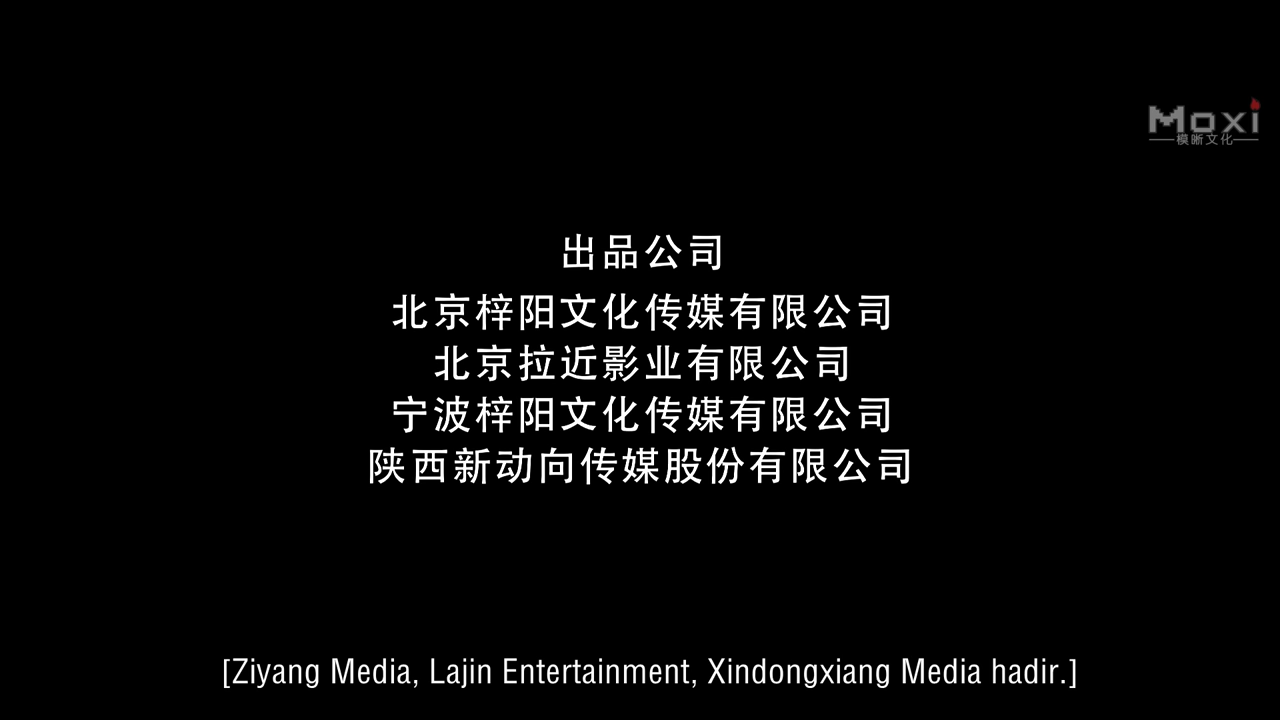 Moxi
模晰文化
出品公司
北京梓阳文化传媒有限公司
北京拉近影业有限公司
宁波梓阳文化传媒有限公司
陕西新动向传媒股份有限公司
[Ziyang Media, Lajin Entertainment, Xindongxiang Media hadir.]